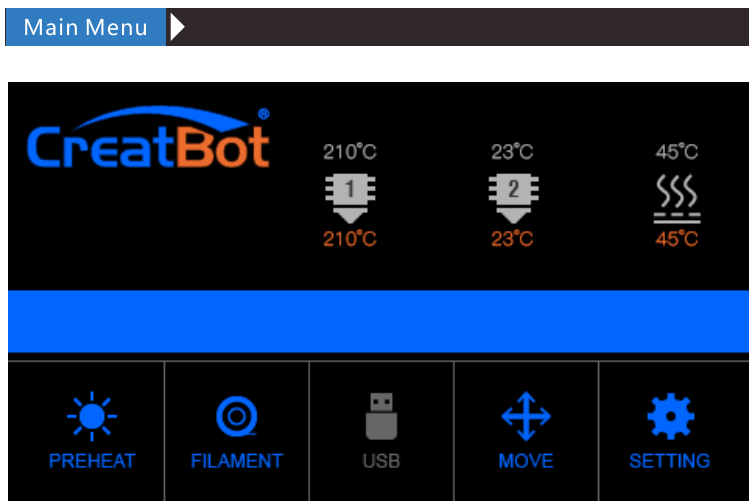 Main Menu
CreatBot®
210°C 23°C 45°C
1 2
210°C 23°C 45°C
PREHEAT FILAMENT USB MOVE SETTING